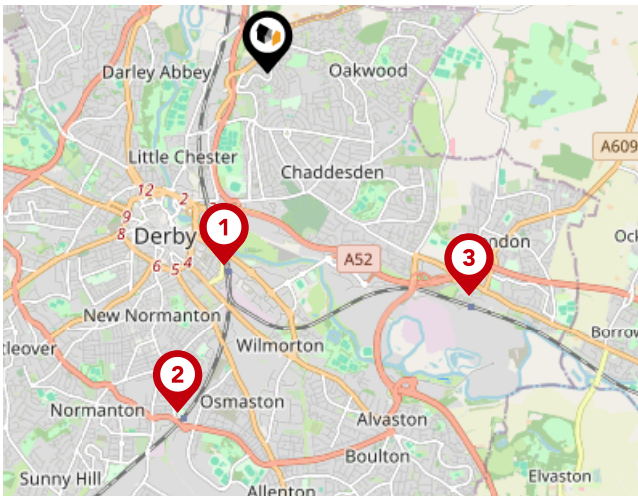 Darley Abbey
Oakwood
A609
Little Chester
Chaddesden
12
2
9
8
Derby
1
ndon
Ock
A52
3
6
5
4
New Normanton
tleover
Wilmorton
Borrow
2
Normanton
Osmaston
Alvaston
Boulton
Sunny Hill
Allenton
Elvaston